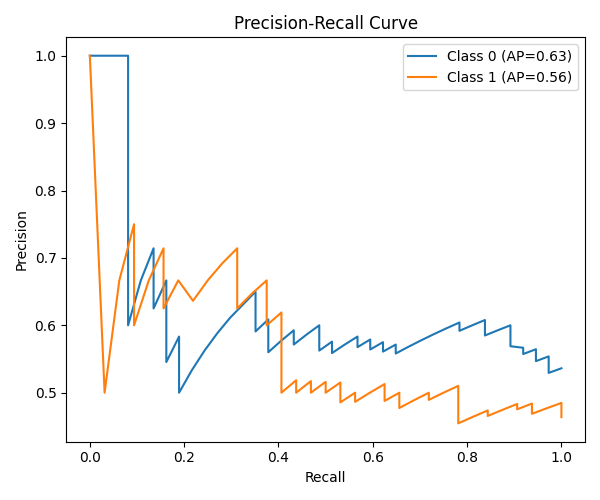 Precision-Recall Curve
Class 0 (AP=0.63)
Class 1 (AP=0.56)
Precision
1.0
0.9
0.8
0.7
0.6
0.5
0.0 0.2 0.4 0.6 0.8 1.0
Recall